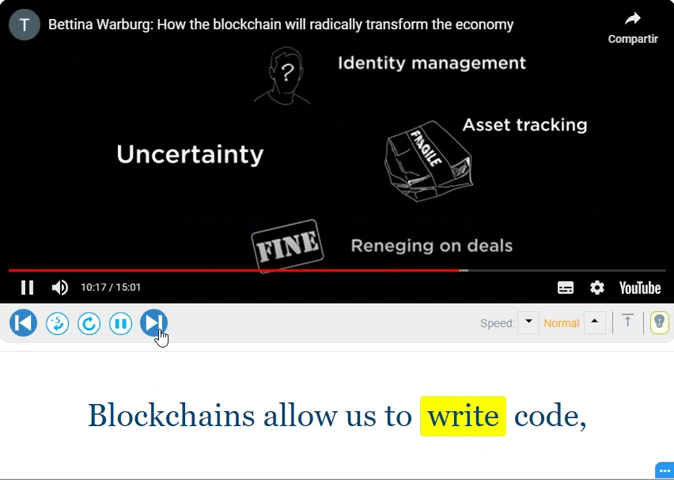 T
Bettina Warburg: How the blockchain will radically transform the economy
Compartir
?
Identity management
Asset tracking
FRAGILE
Uncertainty
FINE
Reneging on deals
10:17 / 15:01
YouTube
5
Speed:
Normal
Blockchains allow us to write code,